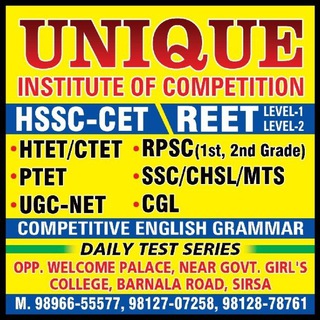 UNIQUE
INSTITUTE OF COMPETITION
HSSC-CET \ REET LEVEL-1
LEVEL-2
•HTET/CTET •RPSC(1st, 2nd Grade)
•PTET •SSC/CHSL/MTS
•UGC-NET •CGL
COMPETITIVE ENGLISH GRAMMAR
DAILY TEST SERIES
OPP. WELCOME PALACE, NEAR GOVT. GIRL'S
COLLEGE, BARNALA ROAD, SIRSA
M. 98966-55577, 98127-07258, 98128-78761